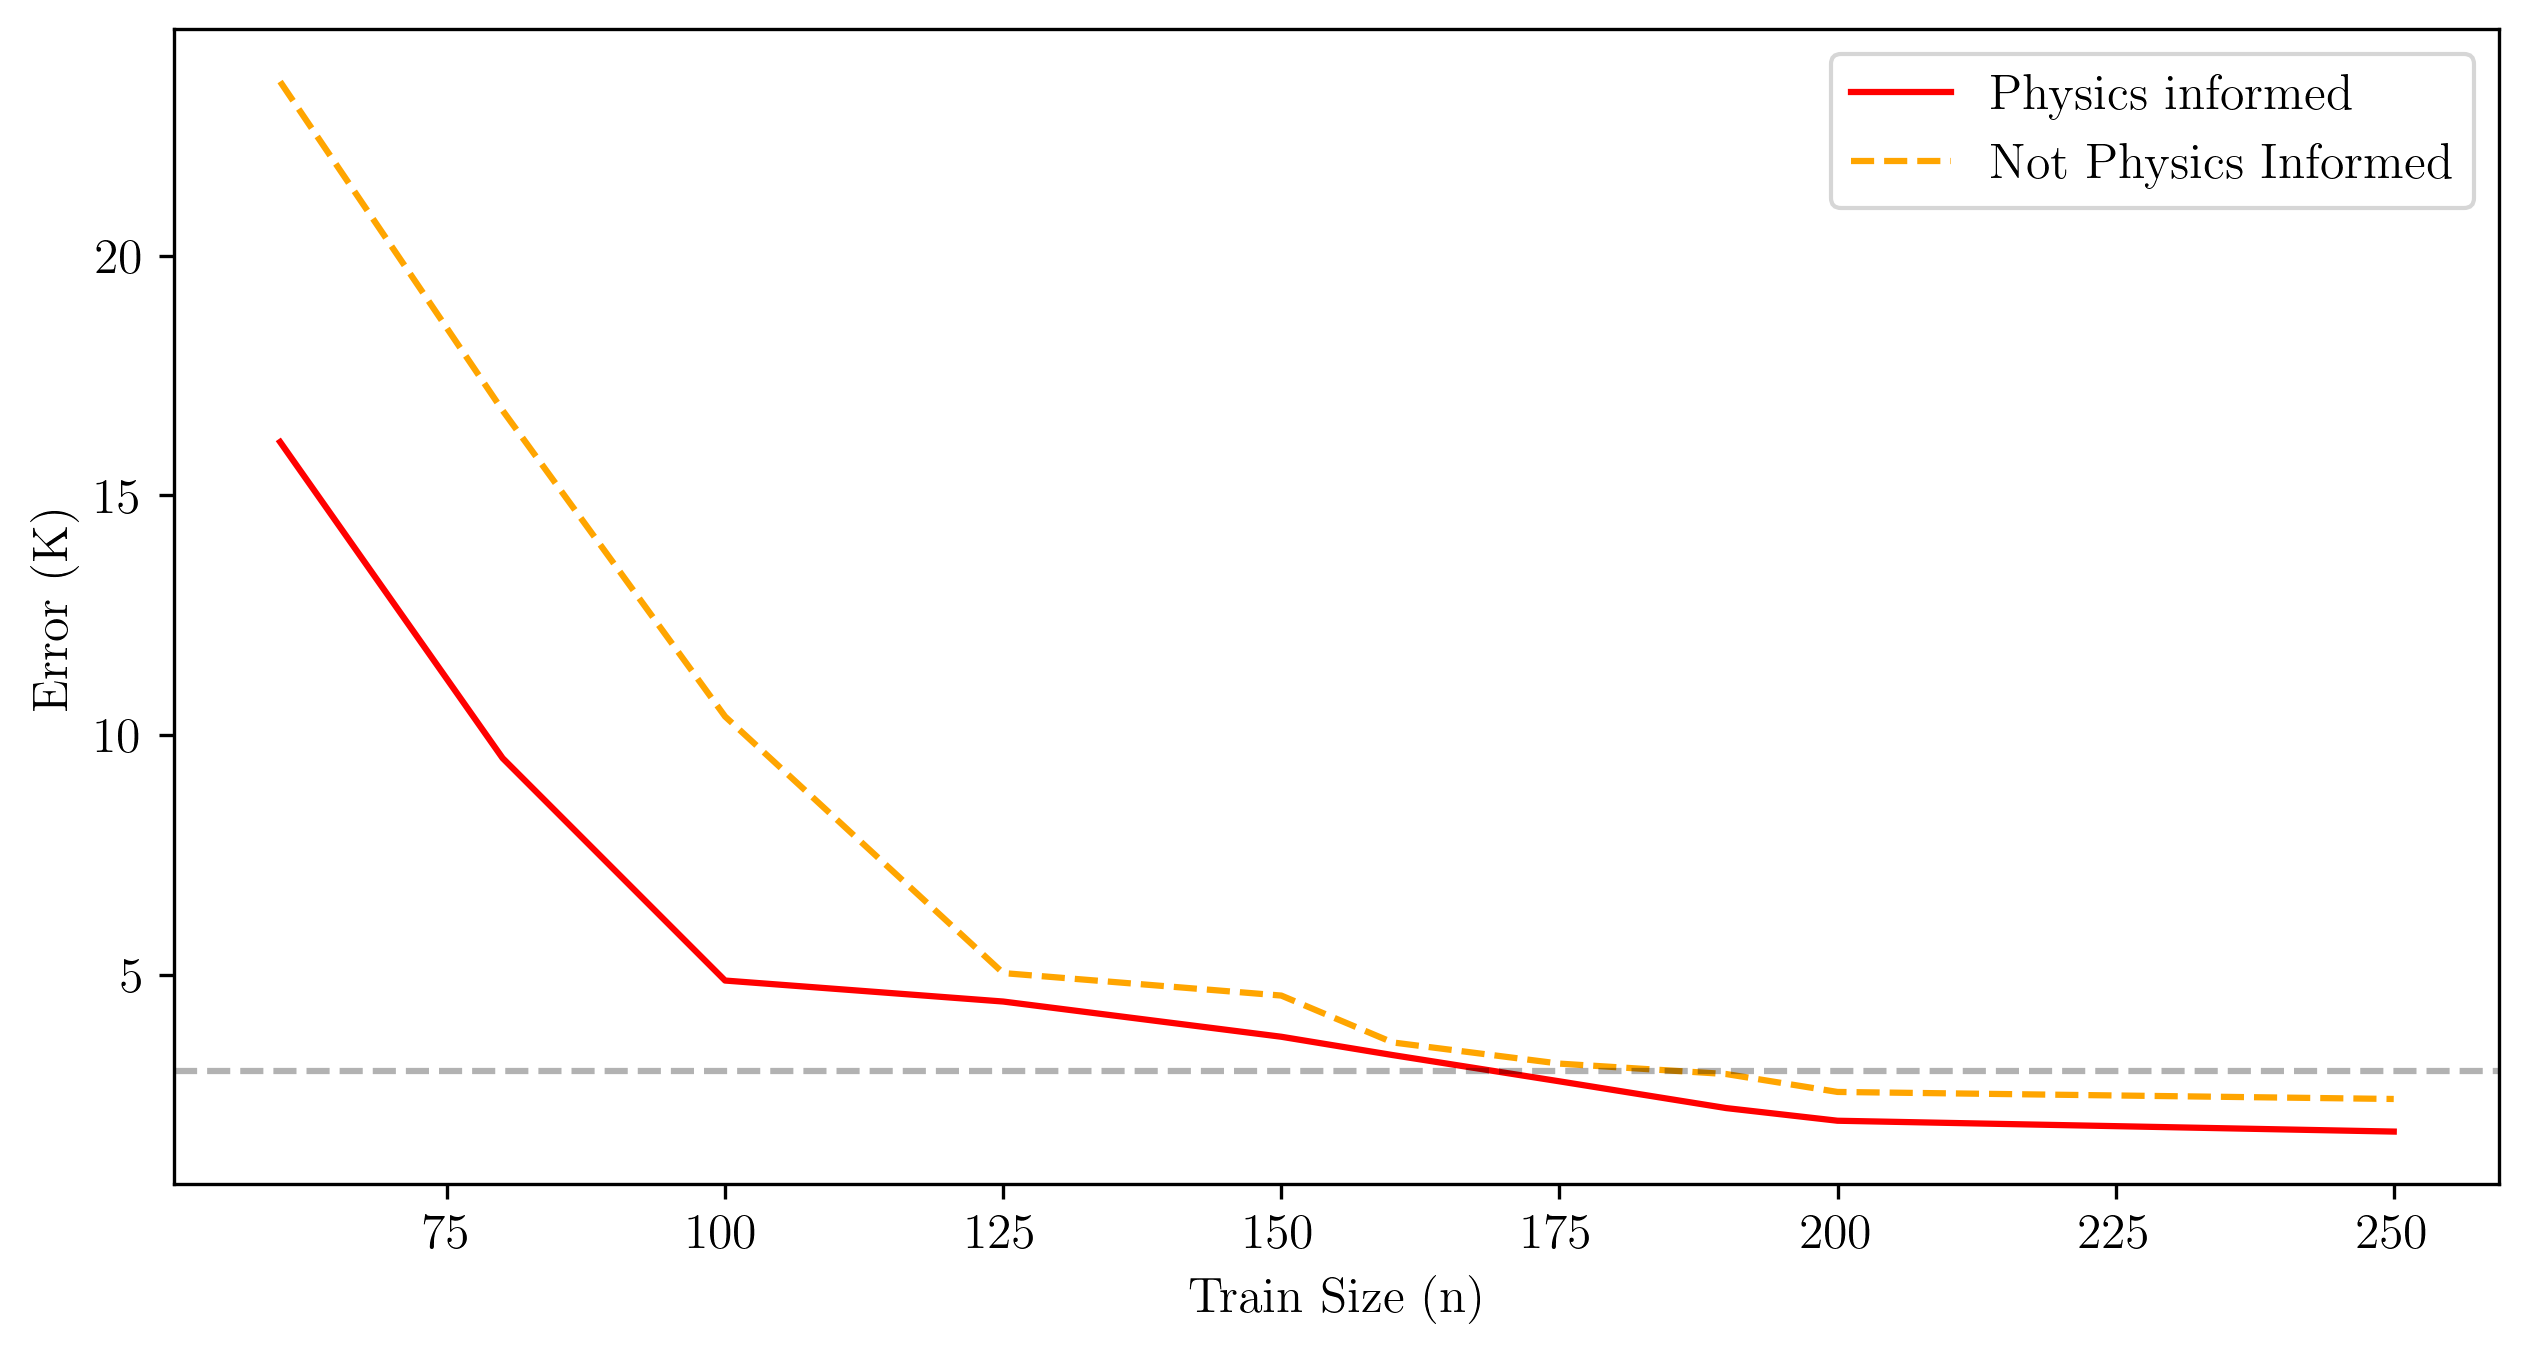 Physics informed
Not Physics Informed
20
15
10
5
Error (K)
75 100 125 150 175 200 225 250
Train Size (n)